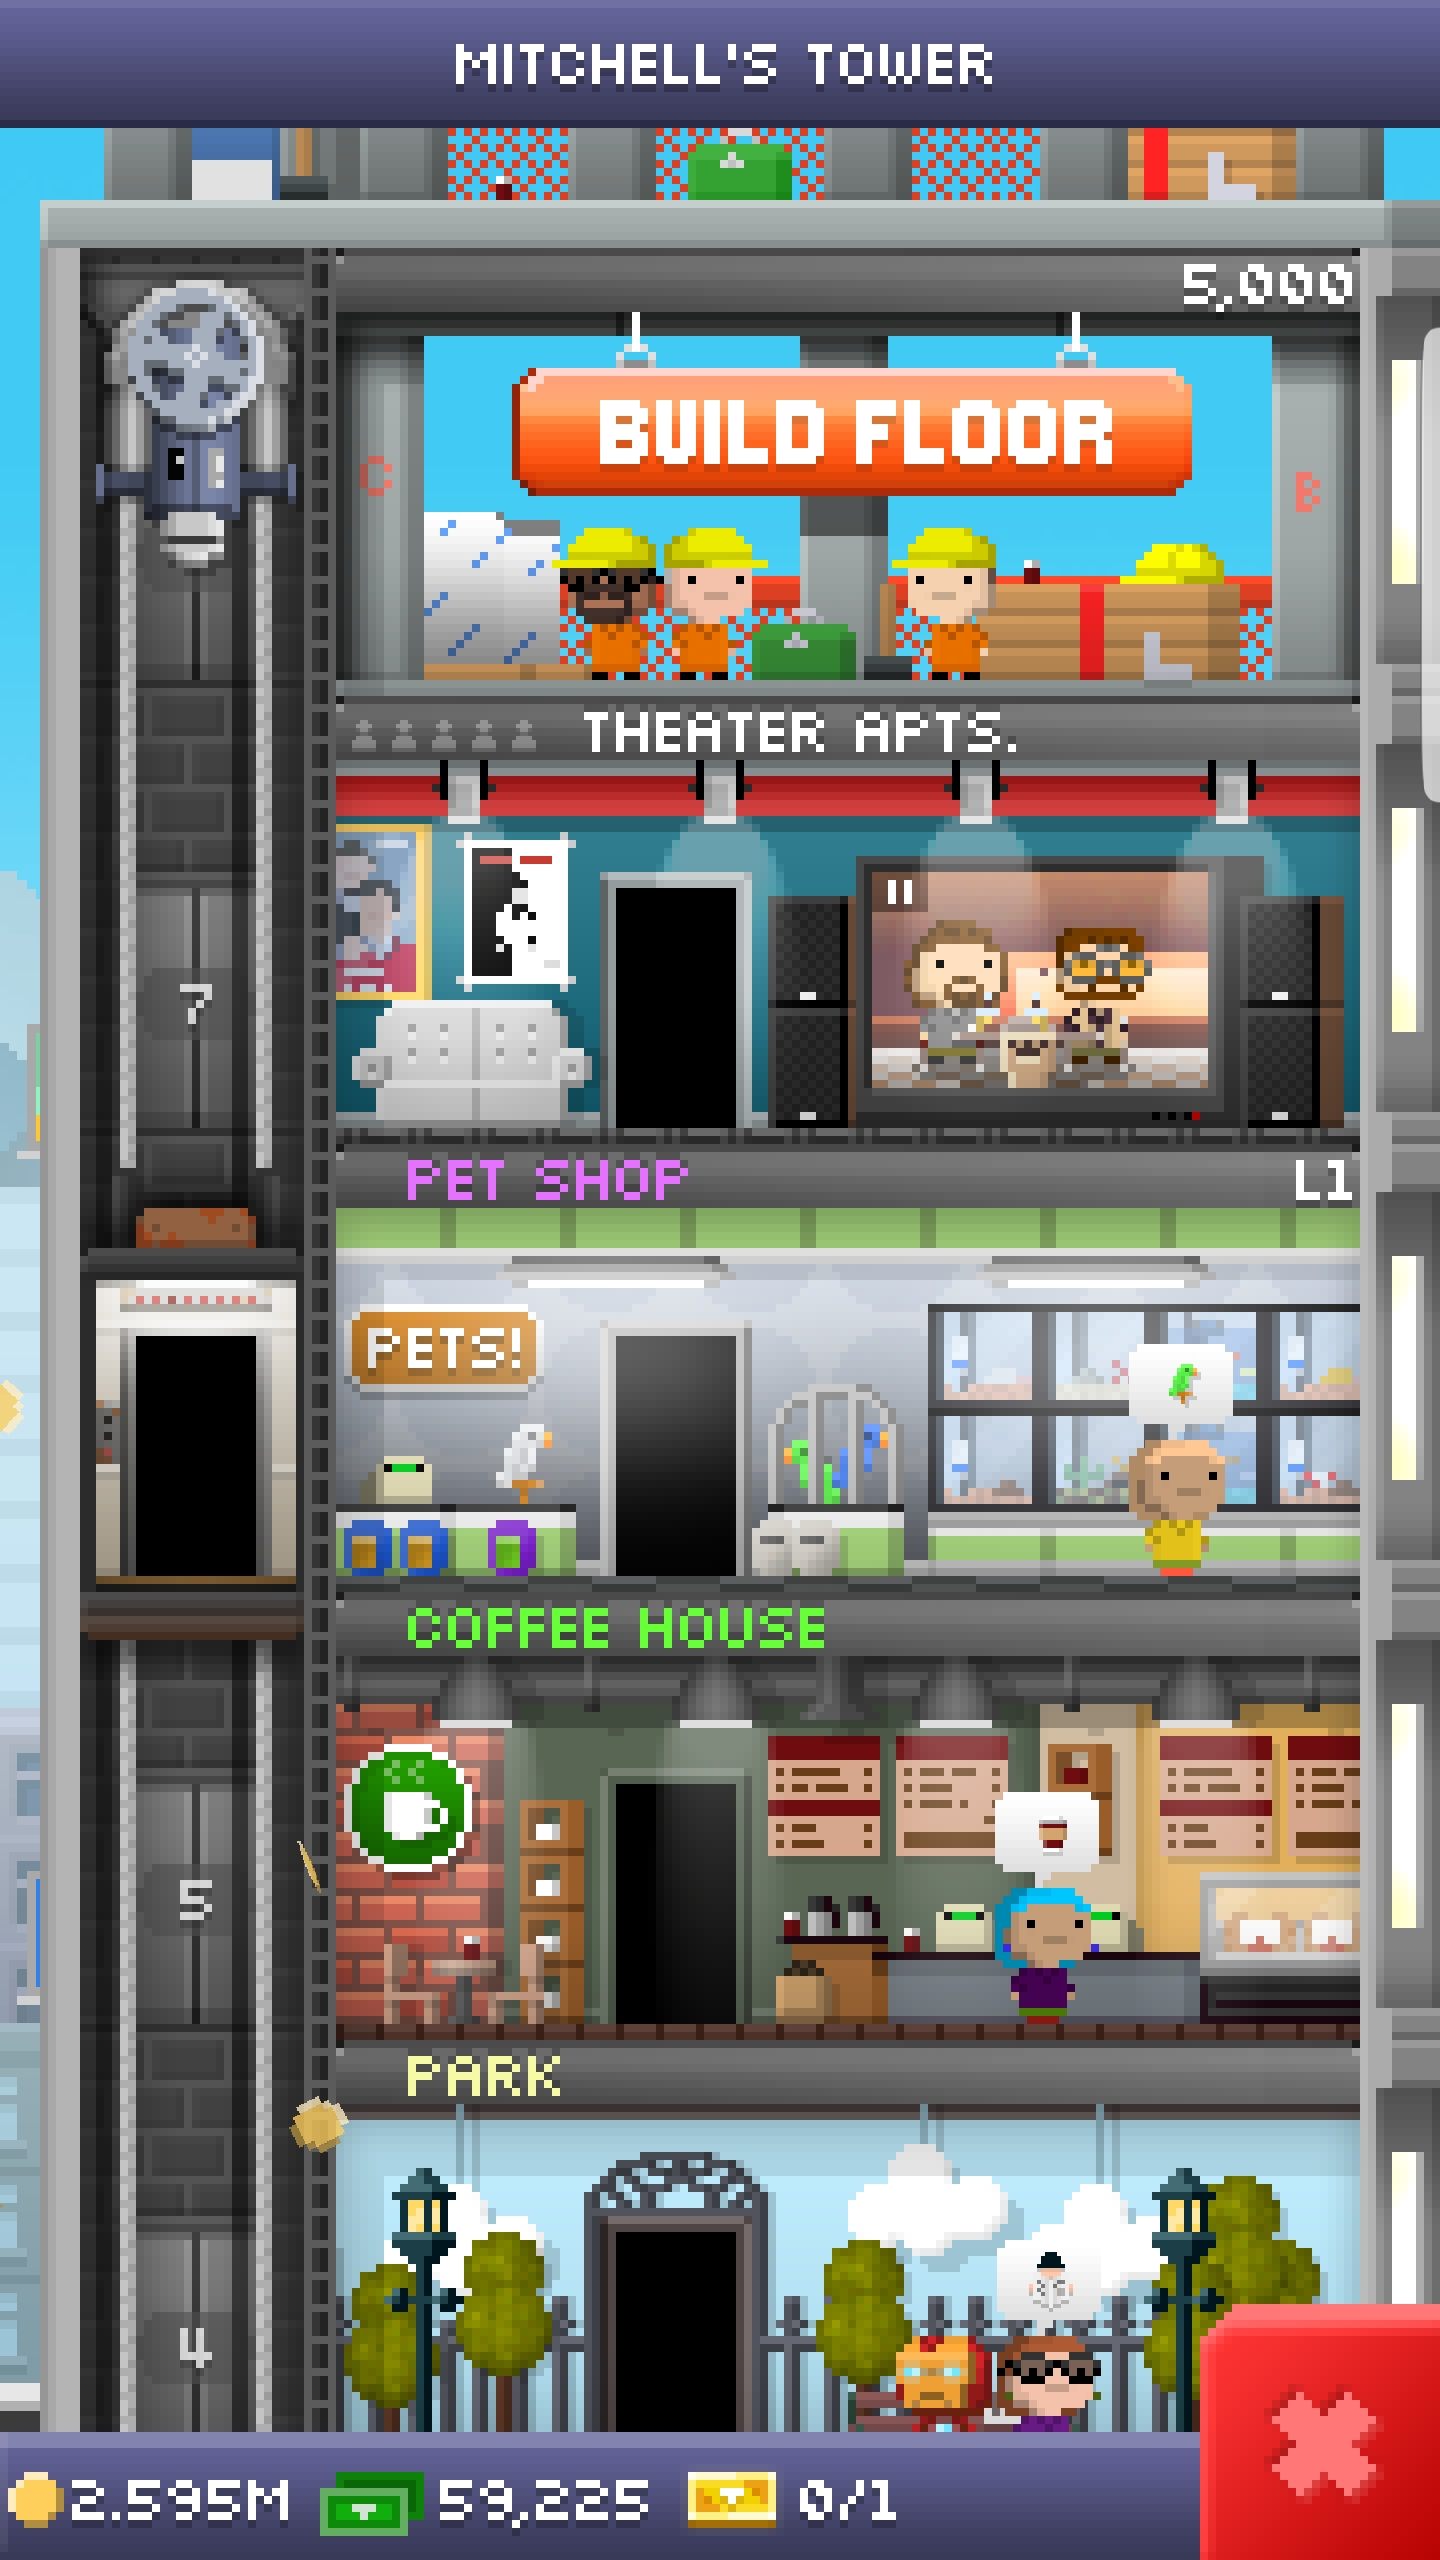 MITCHELL'S TOWER
5,000
BUILD FLOOR
C
B
THEATER APTS.
7
PET SHOP L1
PETS!
COFFEE HOUSE
5
PARK
4
2.595M 59,225 0/1